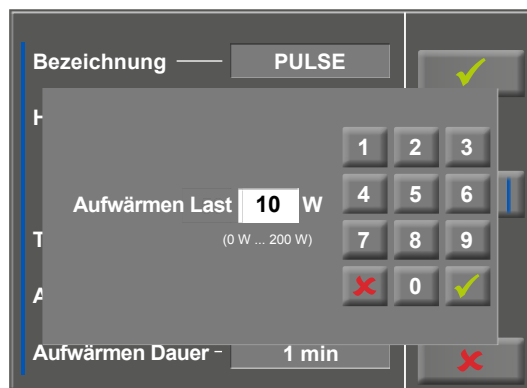 Bezeichnung PULSE
H
1 2 3
Aufwärmen Last 10 W
4 5 6
(0 W ... 200 W)
T
7 8 9
A
0
Aufwärmen Dauer 1 min